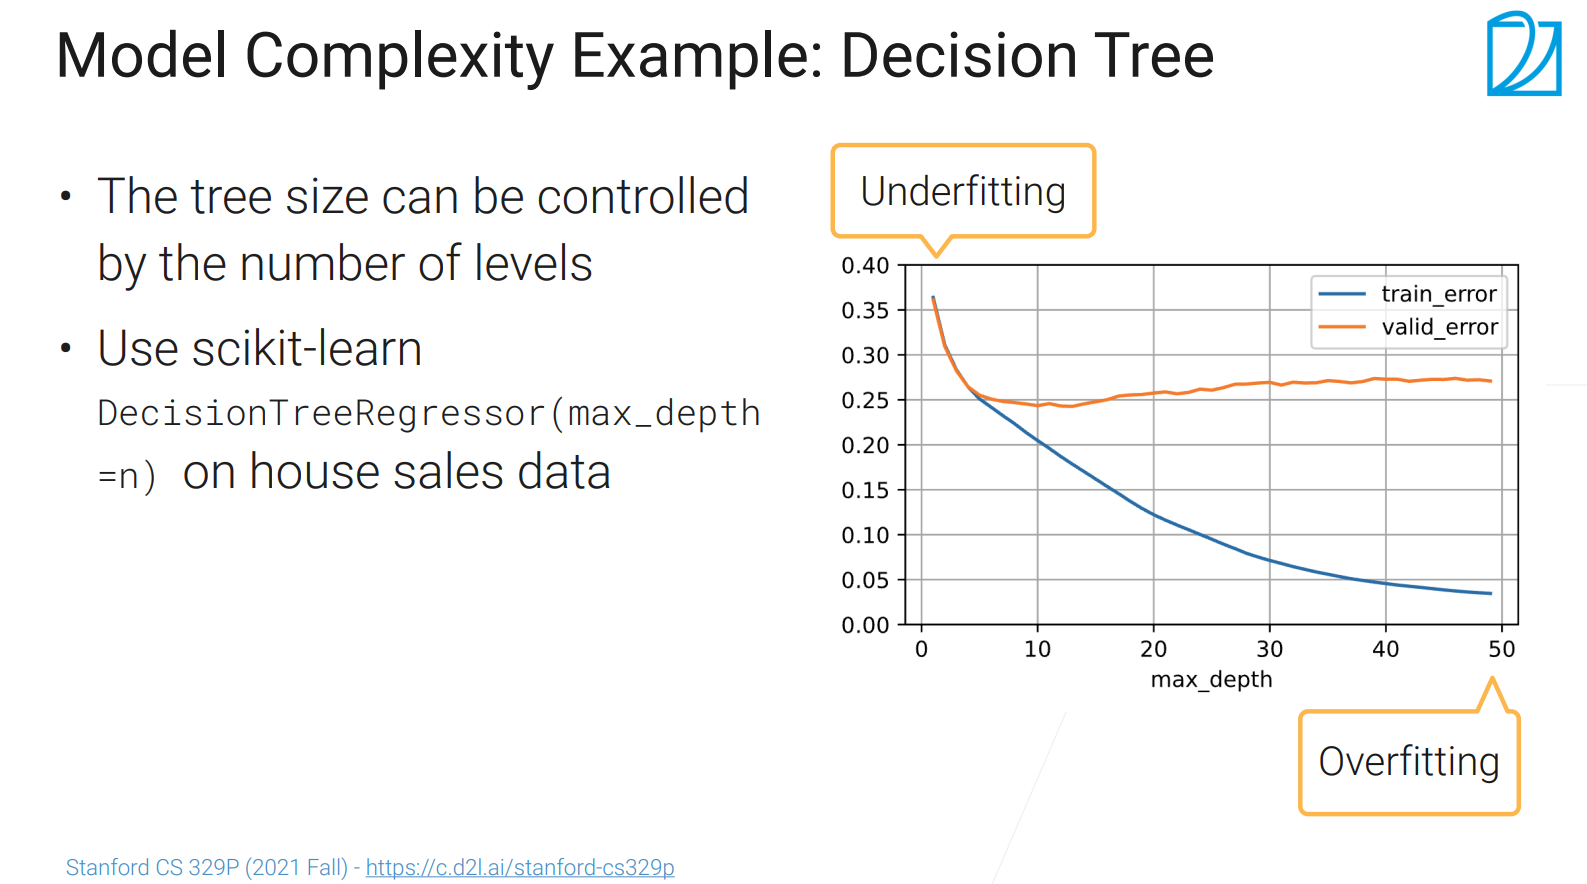 Model Complexity Example: Decision Tree
• The tree size can be controlled
by the number of levels
• Use scikit-learn
DecisionTreeRegressor(max_depth
=n) on house sales data
Underfitting
0.40
0.35
0.30
0.25
0.20
0.15
0.10
0.05
0.00
train_error
valid_error
0 10 20 30 40 50
max_depth
Overfitting
Stanford CS 329P (2021 Fall) - https://c.d2l.ai/stanford-cs329p